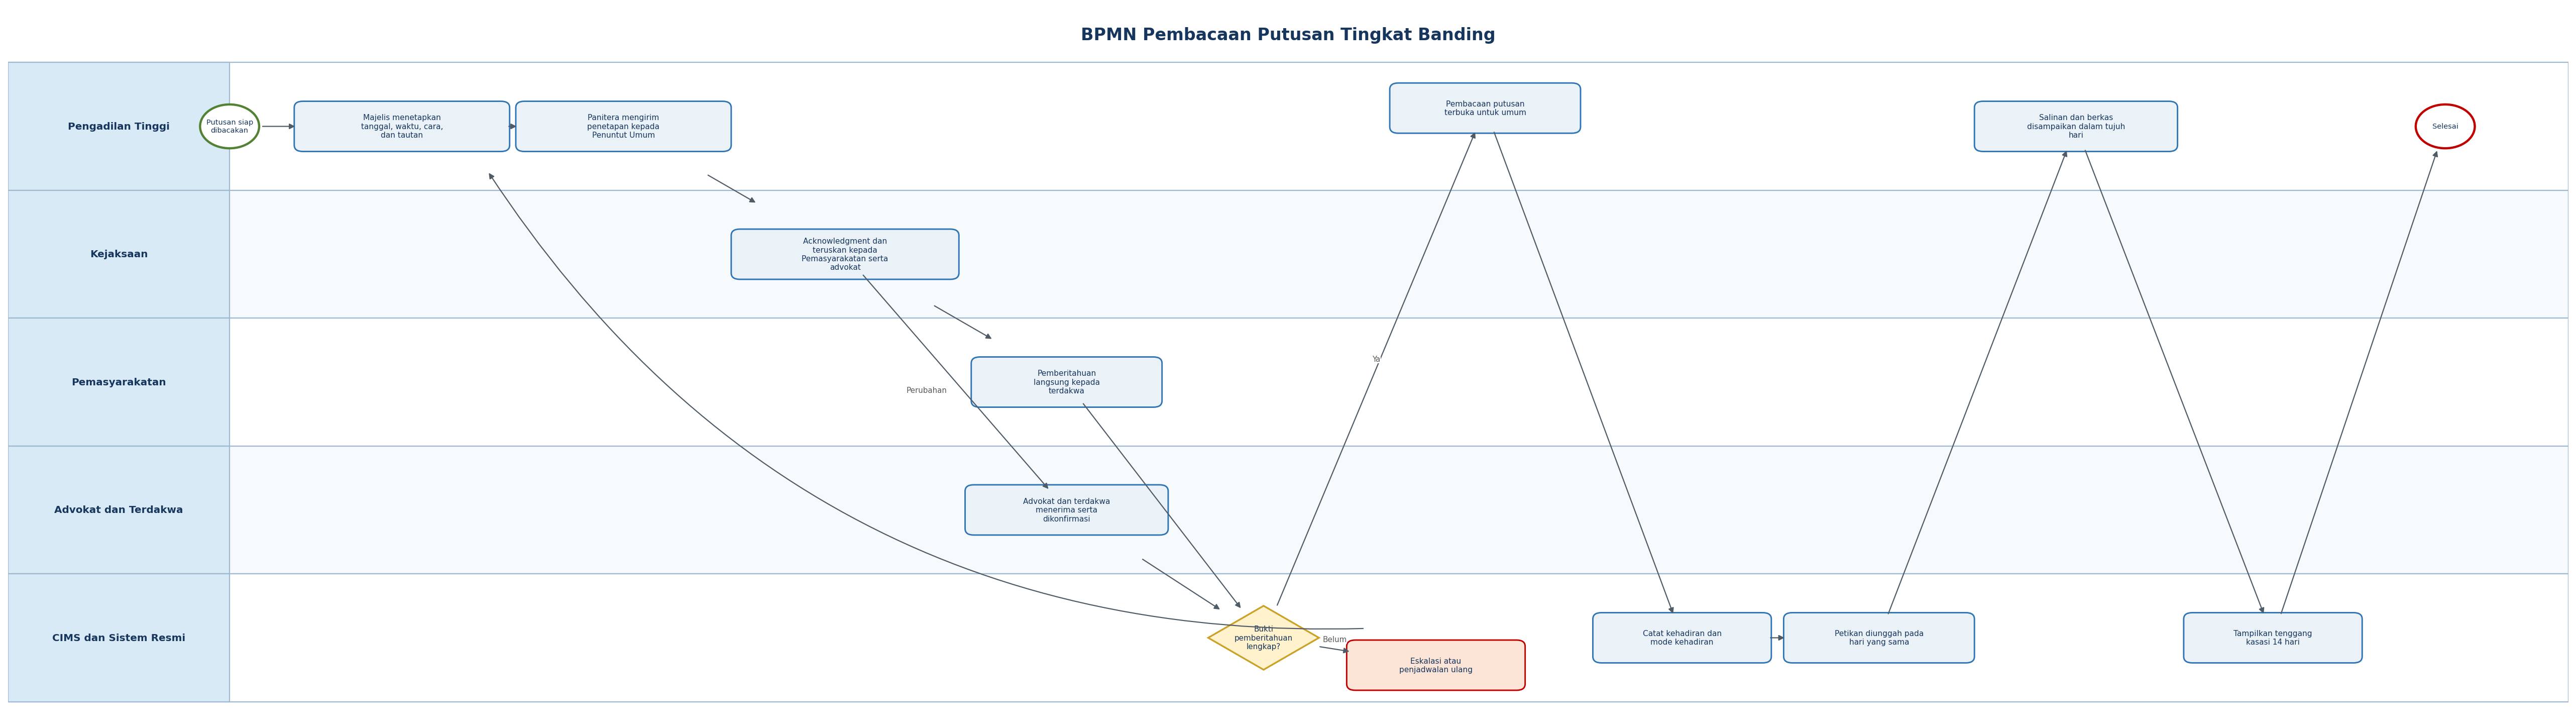 BPMN Pembacaan Putusan Tingkat Banding
Pengadilan Tinggi
Putusan siap
dibacakan
Majelis menetapkan
tanggal, waktu, cara,
dan tautan
Panitera mengirim
penetapan kepada
Penuntut Umum
Pembacaan putusan
terbuka untuk umum
Salinan dan berkas
disampaikan dalam tujuh
hari
Selesai
Kejaksaan
Acknowledgment dan
teruskan kepada
Pemasyarakatan serta
advokat
Pemasyarakatan
Perubahan
Pemberitahuan
langsung kepada
terdakwa
Ya
Advokat dan Terdakwa
Advokat dan terdakwa
menerima serta
dikonfirmasi
CIMS dan Sistem Resmi
Bukti
pemberitahuan
lengkap?
Belum
Eskalasi atau
penjadwalan ulang
Catat kehadiran dan
mode kehadiran
Petikan diunggah pada
hari yang sama
Tampilkan tenggang
kasasi 14 hari